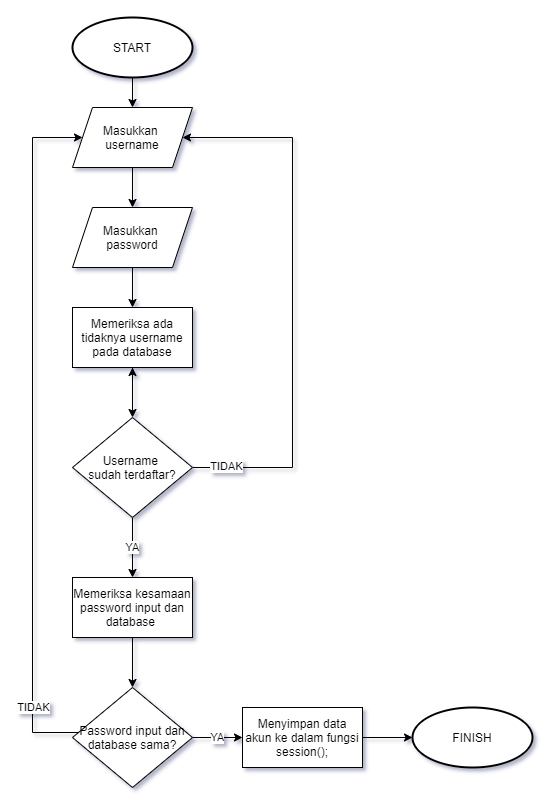 START
Masukkan
username
Masukkan
password
Memeriksa ada
tidaknya username
pada database
Username
sudah terdaftar?
TIDAK
YA
Memeriksa kesamaan
password input dan
database
TIDAK
Password input dan
database sama?
YA
Menyimpan data
akun ke dalam fungsi
session();
FINISH